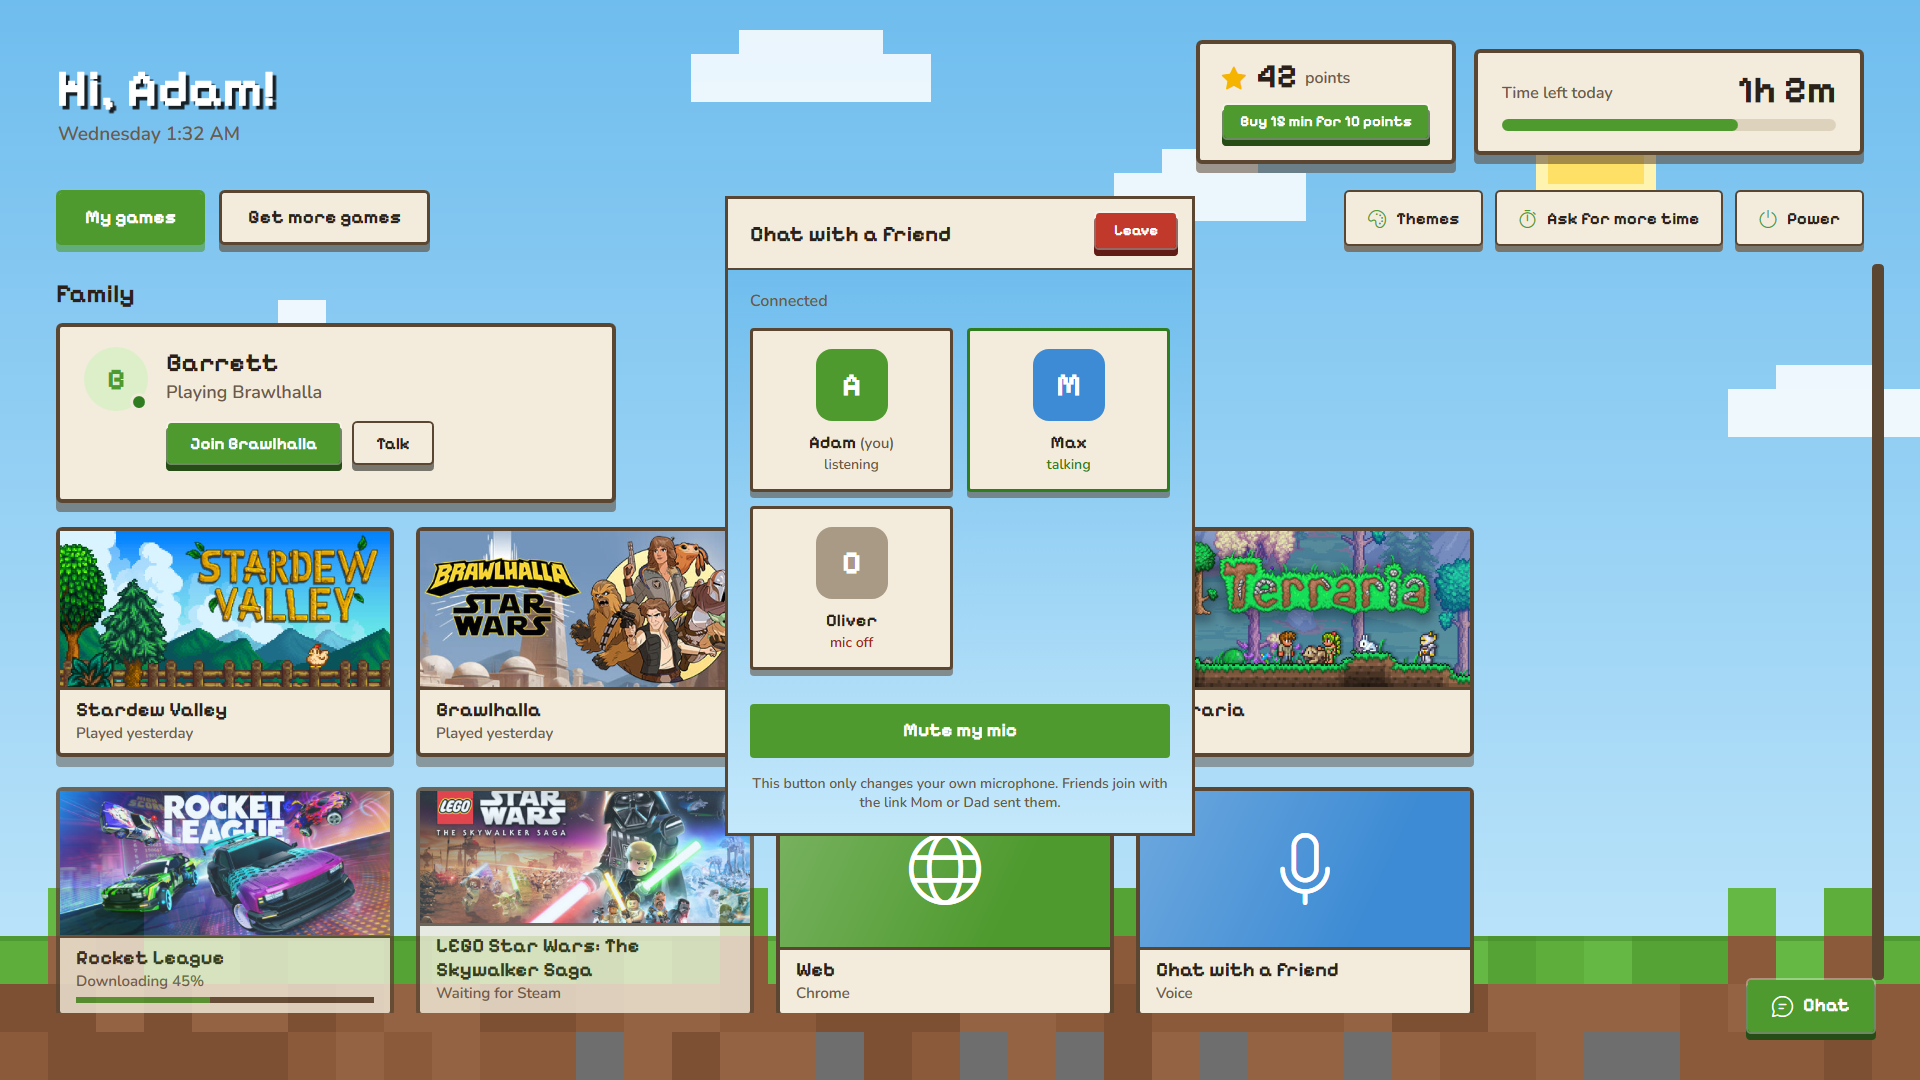 Hi, Adam!
Wednesday 1:32 AM
42 points
Buy 12 min for 10 points
Time left today
1h 2m
My games
Get more games
Themes
Ask for more time
Power
Family
B
Barrett
Playing Brawlhalla
Join Brawlhalla
Talk
Chat with a friend
Leave
Connected
A
Adam (you)
listening
M
Max
talking
O
Oliver
mic off
Mute my mic
This button only changes your own microphone. Friends join with
the link Mom or Dad sent them.
STARDEW
VALLEY
Stardew Valley
Played yesterday
BRAWLHALLA
STAR
WARS
Brawlhalla
Played yesterday
Terraria
raria
ROCKET
LEAGUE
Rocket League
Downloading 45%
LEGO
STAR
WARS
THE SKYWALKER SAGA
LEGO Star Wars: The
Skywalker Saga
Waiting for Steam
Web
Chrome
Chat with a friend
Voice
Chat